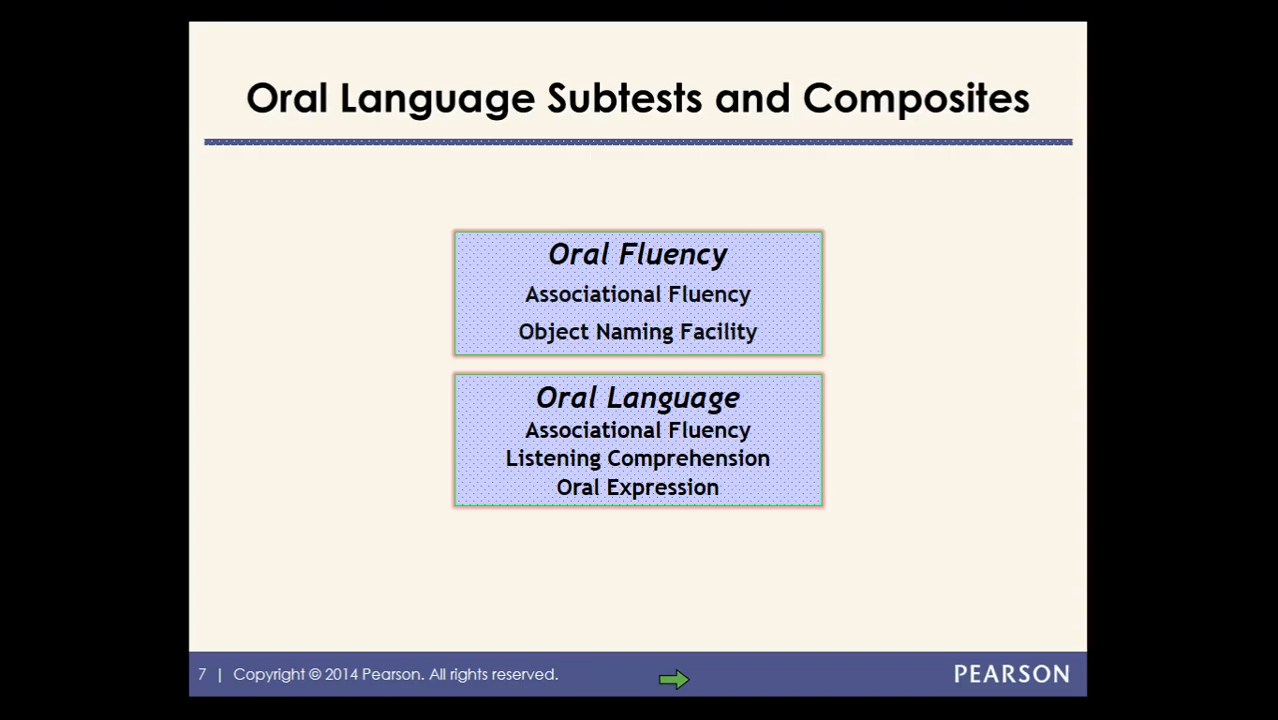 Oral Language Subtests and Composites
Oral Fluency
Associational Fluency
Object Naming Facility
Oral Language
Associational Fluency
Listening Comprehension
Oral Expression
7 | Copyright © 2014 Pearson. All rights reserved.
PEARSON